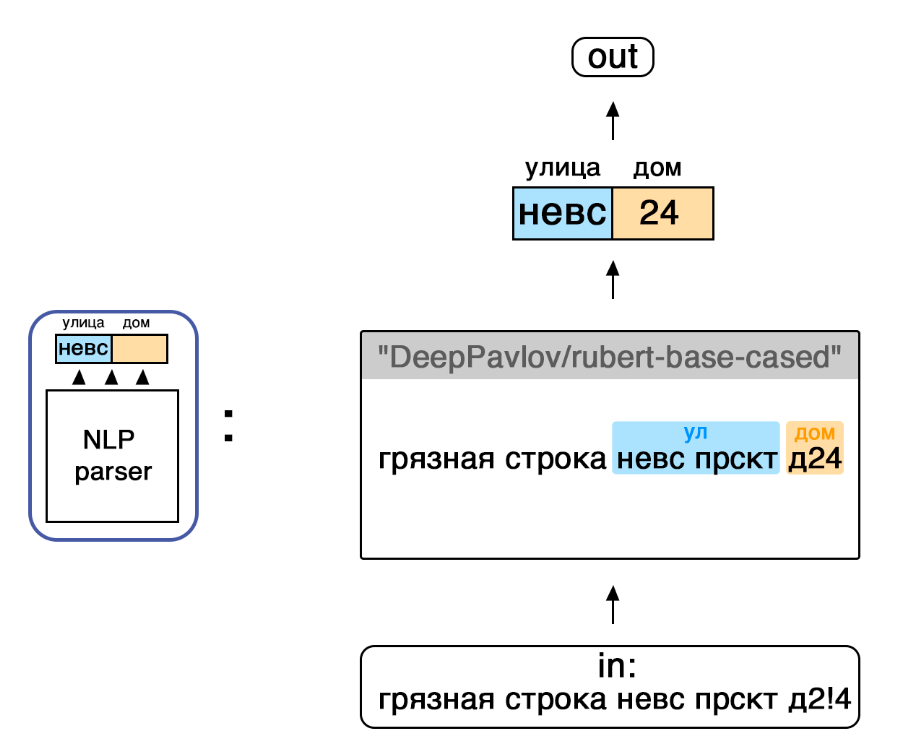 out
улица дом
невс 24
"DeepPavlov/rubert-base-cased"
ул дом
грязная строка невс прскт д24
in:
грязная строка невс прскт д2!4
улица дом
невс
NLP
parser
: